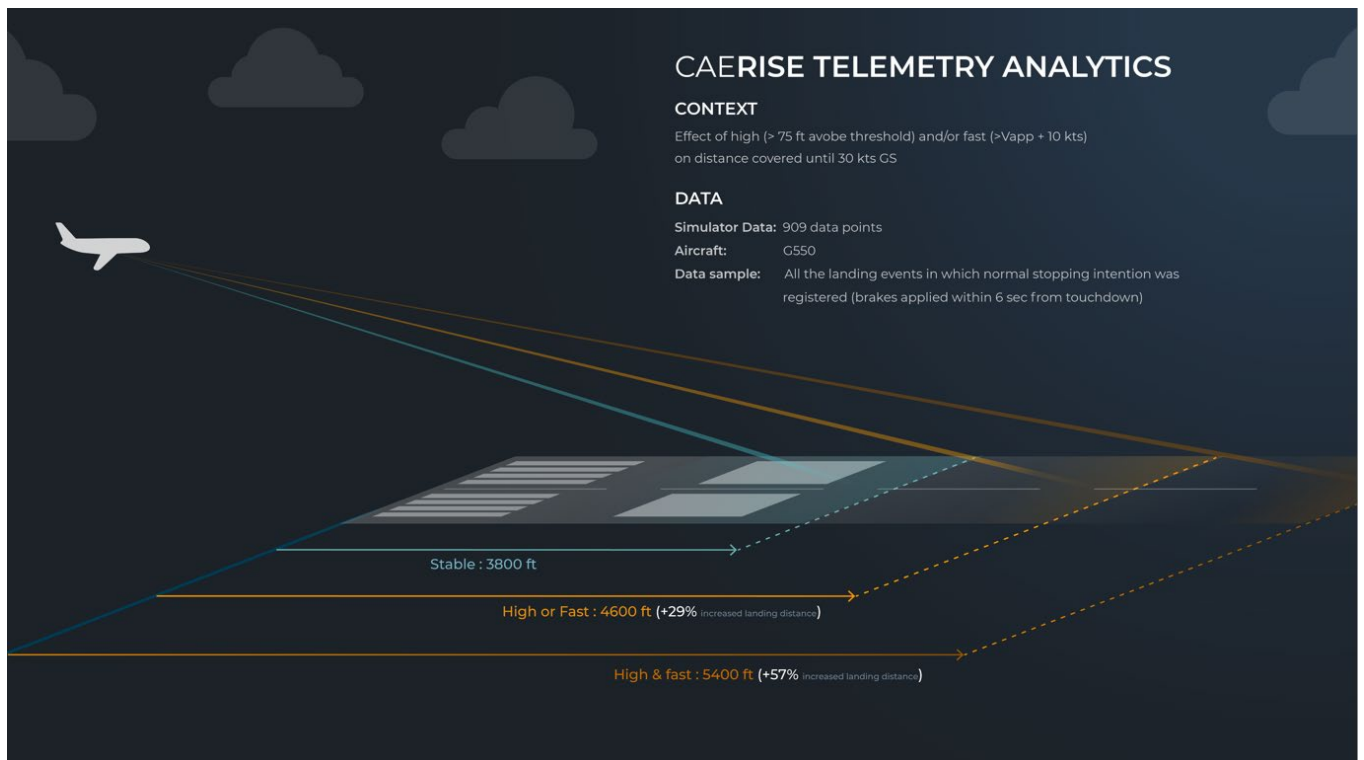 CAERISE TELEMETRY ANALYTICS
CONTEXT
Effect of high (> 75 ft avobe threshold) and/or fast (>Vapp + 10 kts)
on distance covered until 30 kts GS
DATA
Simulator Data: 909 data points
Aircraft: G550
Data sample: All the landing events in which normal stopping intention was
registered (brakes applied within 6 sec from touchdown)
Stable : 3800 ft
High or Fast : 4600 ft (+29% increased landing distance)
High & fast : 5400 ft (+57% increased landing distance)